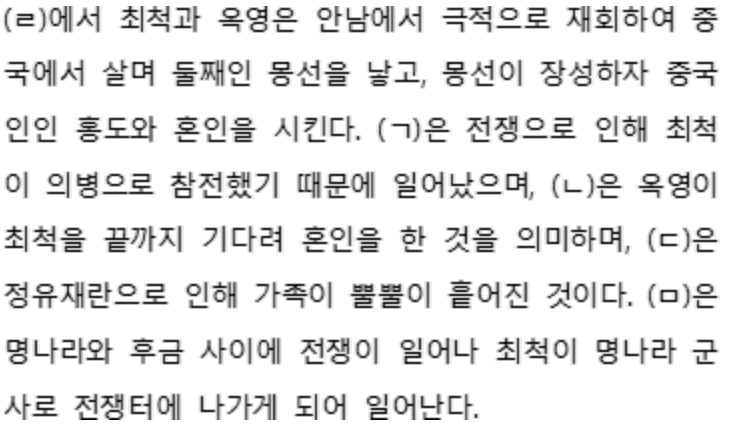 (ㄹ)에서 최척과 옥영은 안남에서 극적으로 재회하여 중
국에서 살며 둘째인 몽선을 낳고, 몽선이 장성하자 중국
인인 홍도와 혼인을 시킨다. (ㄱ)은 전쟁으로 인해 최척
이 의병으로 참전했기 때문에 일어났으며, (ㄴ)은 옥영이
최척을 끝까지 기다려 혼인을 한 것을 의미하며, (ㄷ)은
정유재란으로 인해 가족이 뿔뿔이 흩어진 것이다. (ㅁ)은
명나라와 후금 사이에 전쟁이 일어나 최척이 명나라 군
사로 전쟁터에 나가게 되어 일어난다.